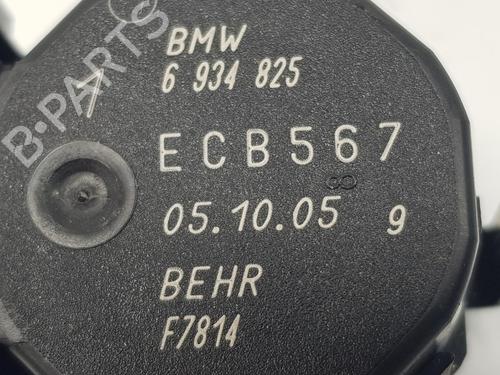 BMW
6 934 825
ECB567
05.10.05 9
BEHR
F7814
B-PARTS